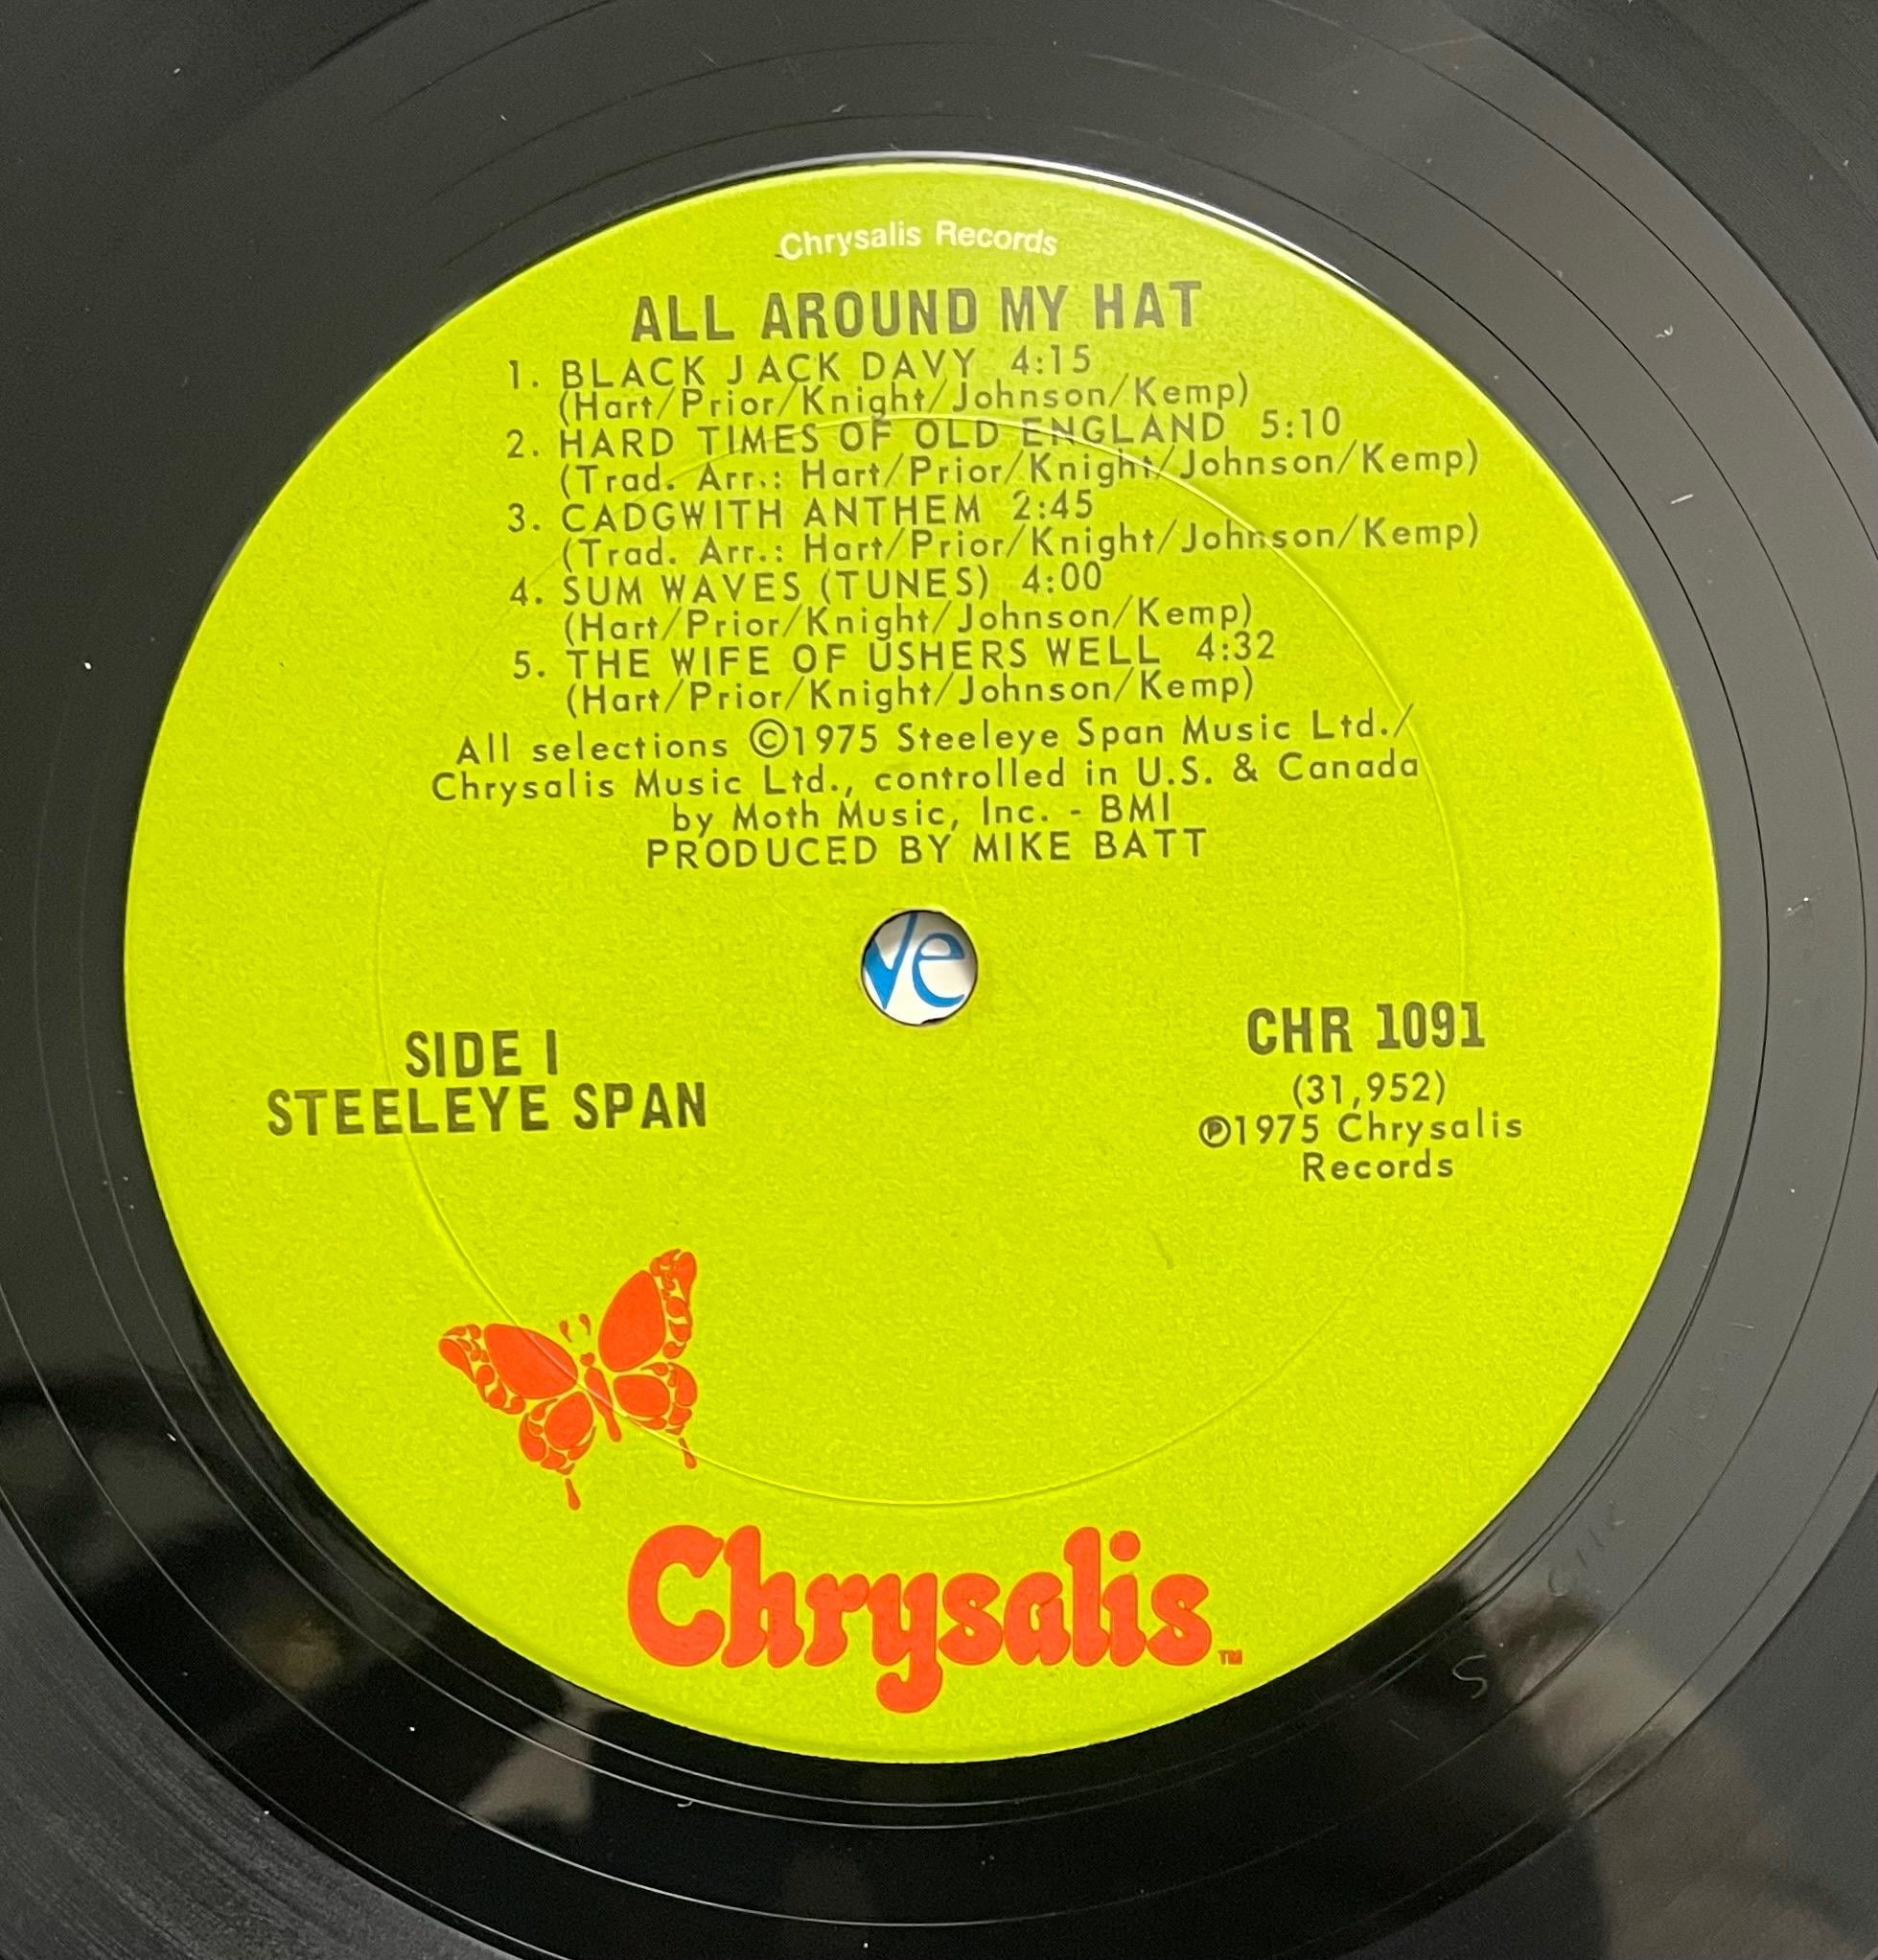 Chrysalis Records
ALL AROUND MY HAT
1. BLACK JACK DAVY 4:15
(Hart/Prior/Knight/Johnson/Kemp)
2. HARD TIMES OF OLD ENGLAND 5:10
(Trad. Arr.: Hart/Prior/Knight/Johnson/Kemp)
3. CADGWITH ANTHEM 2:45
(Trad. Arr.: Hart/Prior/Knight/Johnson/Kemp)
4. SUM WAVES (TUNES) 4:00
(Hart/Prior/Knight/Johnson/Kemp)
5. THE WIFE OF USHERS WELL 4:32
(Hart/Prior/Knight/Johnson/Kemp)
All selections ©1975 Steeleye Span Music Ltd./
Chrysalis Music Ltd., controlled in U.S. & Canada
by Moth Music, Inc. - BMI
PRODUCED BY MIKE BATT
ve
SIDE I
STEELEYE SPAN
CHR 1091
(31,952)
℗1975 Chrysalis
Records
Chrysalis™